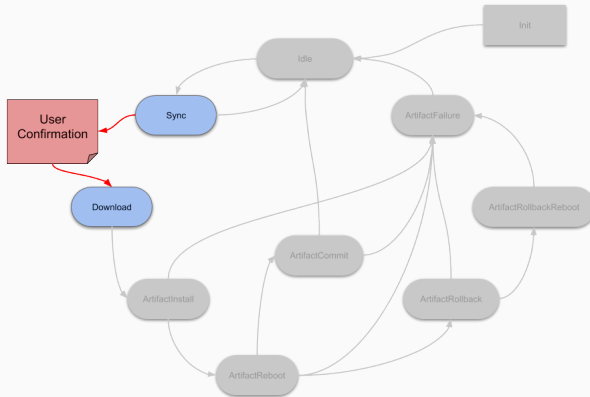 Init
Idle
Sync
ArtifactFailure
User
Confirmation
Download
ArtifactRollbackReboot
ArtifactCommit
ArtifactInstall
ArtifactRollback
ArtifactReboot